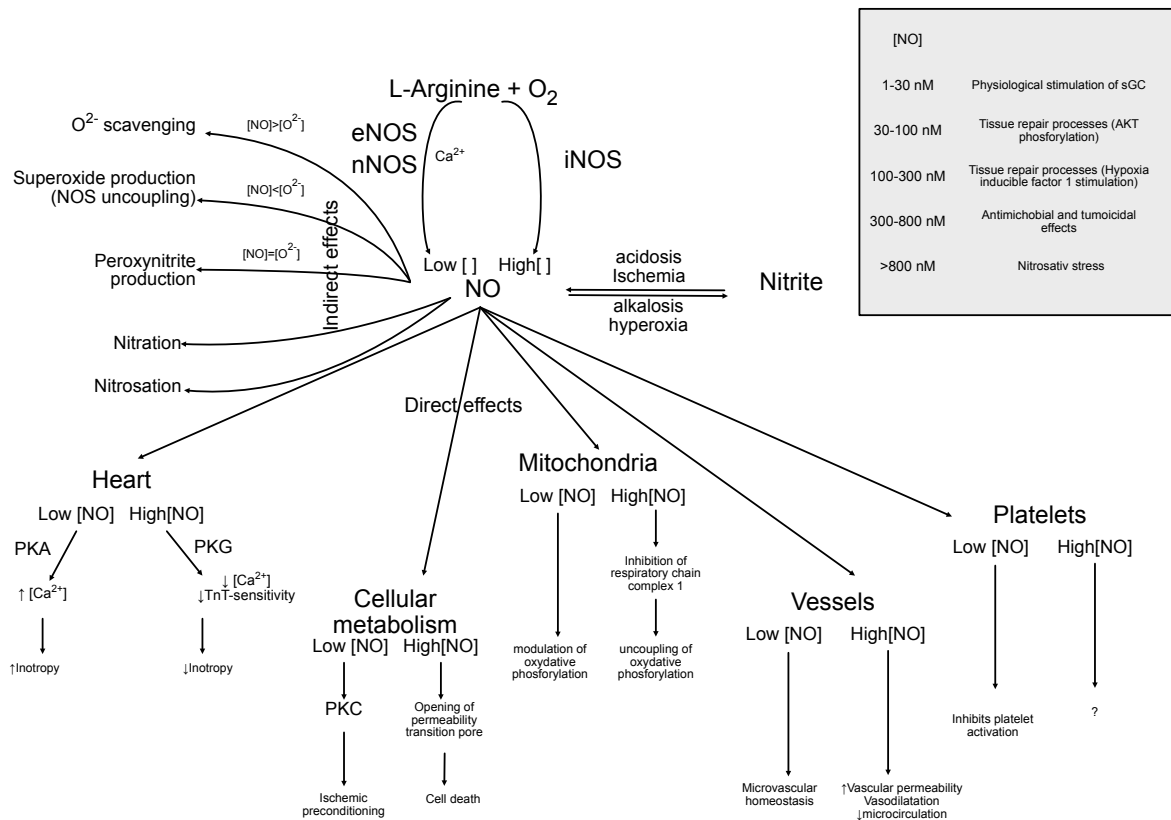 L-Arginine + O2
eNOS
nNOS
Ca2+
iNOS
Low [ ]
High[ ]
NO
acidosis
Ischemia
alkalosis
hyperoxia
Nitrite
O2- scavenging
[NO]>[O2-]
Superoxide production
(NOS uncoupling)
[NO]<[O2-]
Peroxynitrite
production
[NO]=[O2-]
Indirect effects
Nitration
Nitrosation
Direct effects
[NO]
1-30 nM Physiological stimulation of sGC
30-100 nM Tissue repair processes (AKT
phosforylation)
100-300 nM Tissue repair processes (Hypoxia
inducible factor 1 stimulation)
300-800 nM Antimichobial and tumoicidal
effects
>800 nM Nitrosativ stress
Heart
Low [NO] High[NO]
PKA
PKG
↑ [Ca2+]
↓ [Ca2+]
↓TnT-sensitivity
↑Inotropy
↓Inotropy
Cellular
metabolism
Low [NO] High[NO]
PKC
Opening of
permeability
transition pore
Ischemic
preconditioning
Cell death
Mitochondria
Low [NO] High[NO]
Inhibition of
respiratory chain
complex 1
modulation of
oxydative
phosforylation
uncoupling of
oxydative
phosforylation
Vessels
Low [NO] High[NO]
Microvascular
homeostasis
↑Vascular permeability
Vasodilatation
↓microcirculation
Platelets
Low [NO] High[NO]
Inhibits platelet
activation
?